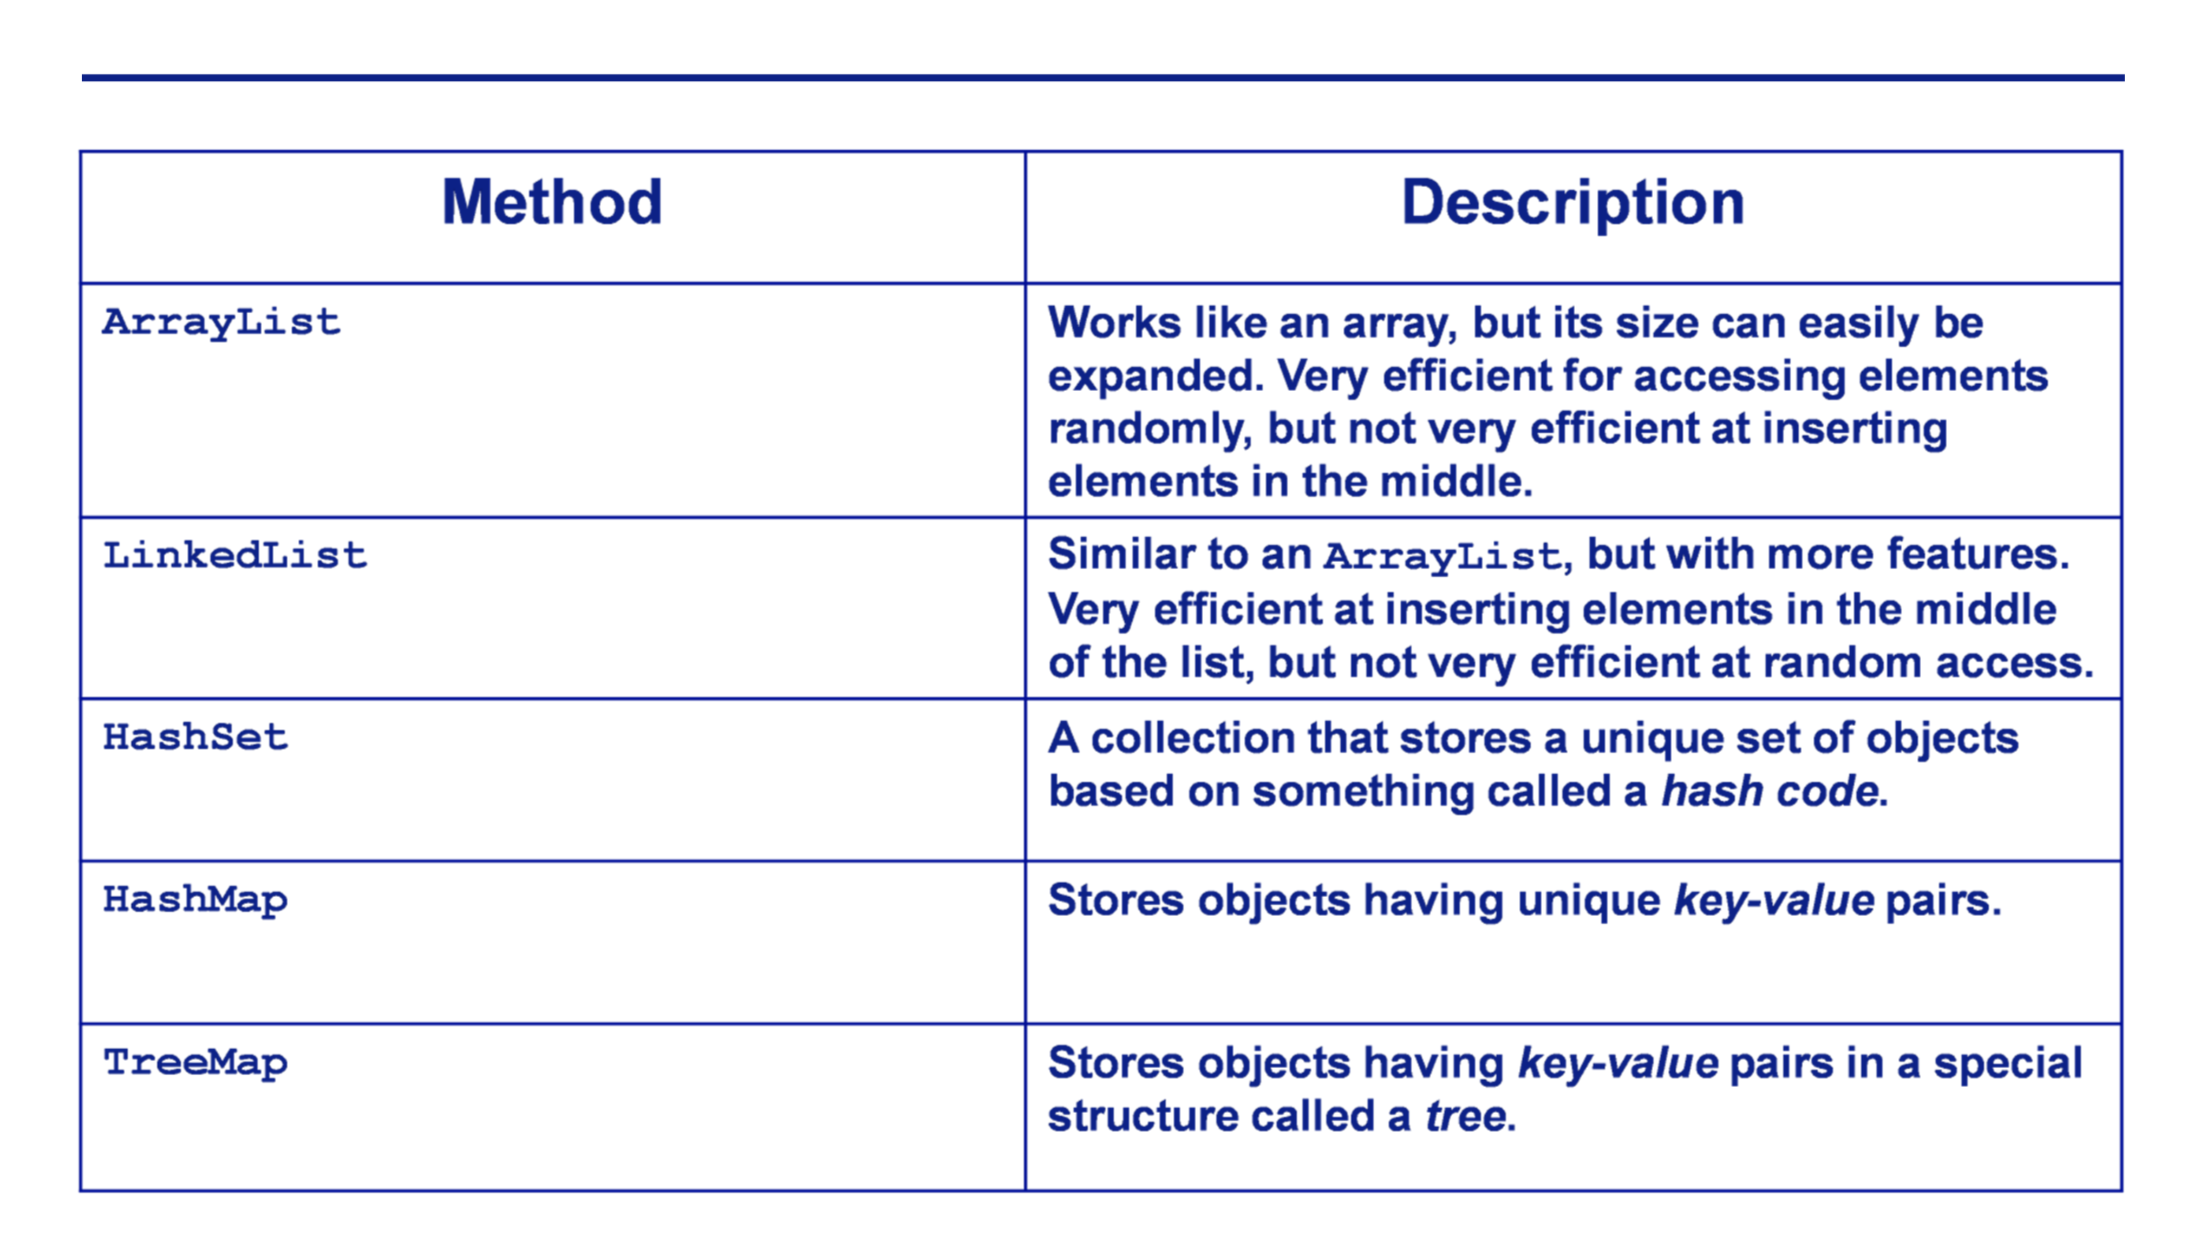 Method
Description
ArrayList
Works like an array, but its size can easily be
expanded. Very efficient for accessing elements
randomly, but not very efficient at inserting
elements in the middle.
LinkedList
Similar to an ArrayList, but with more features.
Very efficient at inserting elements in the middle
of the list, but not very efficient at random access.
HashSet
A collection that stores a unique set of objects
based on something called a hash code.
HashMap
Stores objects having unique key-value pairs.
TreeMap
Stores objects having key-value pairs in a special
structure called a tree.